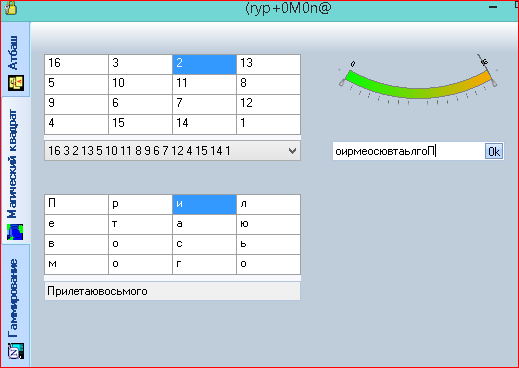 (ryp+0M0n@
Атбаш
Магический квадрат
Гаммирование
16 3 2 13
5 10 11 8
9 6 7 12
4 15 14 1
16 3 2 13 5 10 11 8 9 6 7 12 4 15 14 1
0
оирмеосювтаьлгоП
Ok
П р и л
е т а ю
в о с ь
м о г о
Прилетаювосьмого